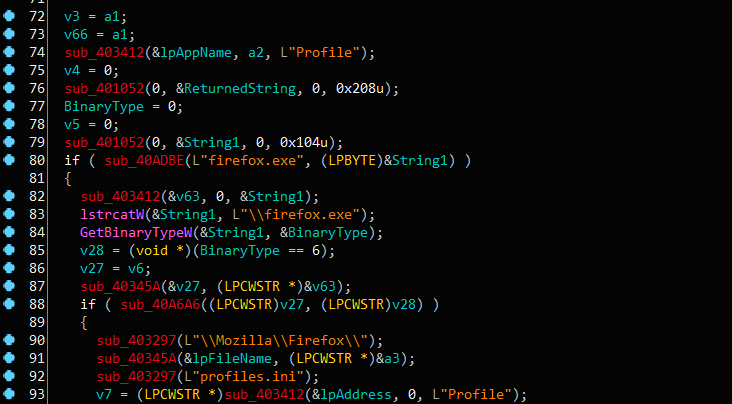 72 v3 = a1;
73 v66 = a1;
74 sub_403412(&lpAppName, a2, L"Profile");
75 v4 = 0;
76 sub_401052(0, &ReturnedString, 0, 0x208u);
77 BinaryType = 0;
78 v5 = 0;
79 sub_401052(0, &String1, 0, 0x104u);
80 if ( sub_40ADBE(L"firefox.exe", (LPBYTE)&String1) )
81 {
82 sub_403412(&v63, 0, &String1);
83 lstrcatW(&String1, L"\\firefox.exe");
84 GetBinaryTypeW(&String1, &BinaryType);
85 v28 = (void *)(BinaryType == 6);
86 v27 = v6;
87 sub_40345A(&v27, (LPCWSTR *)&v63);
88 if ( sub_40A6A6((LPCWSTR)v27, (LPCWSTR)v28) )
89 {
90 sub_403297(L"\\Mozilla\\Firefox\\");
91 sub_40345A(&lpFileName, (LPCWSTR *)&a3);
92 sub_403297(L"profiles.ini");
93 v7 = (LPCWSTR *)sub_403412(&lpAddress, 0, L"Profile");